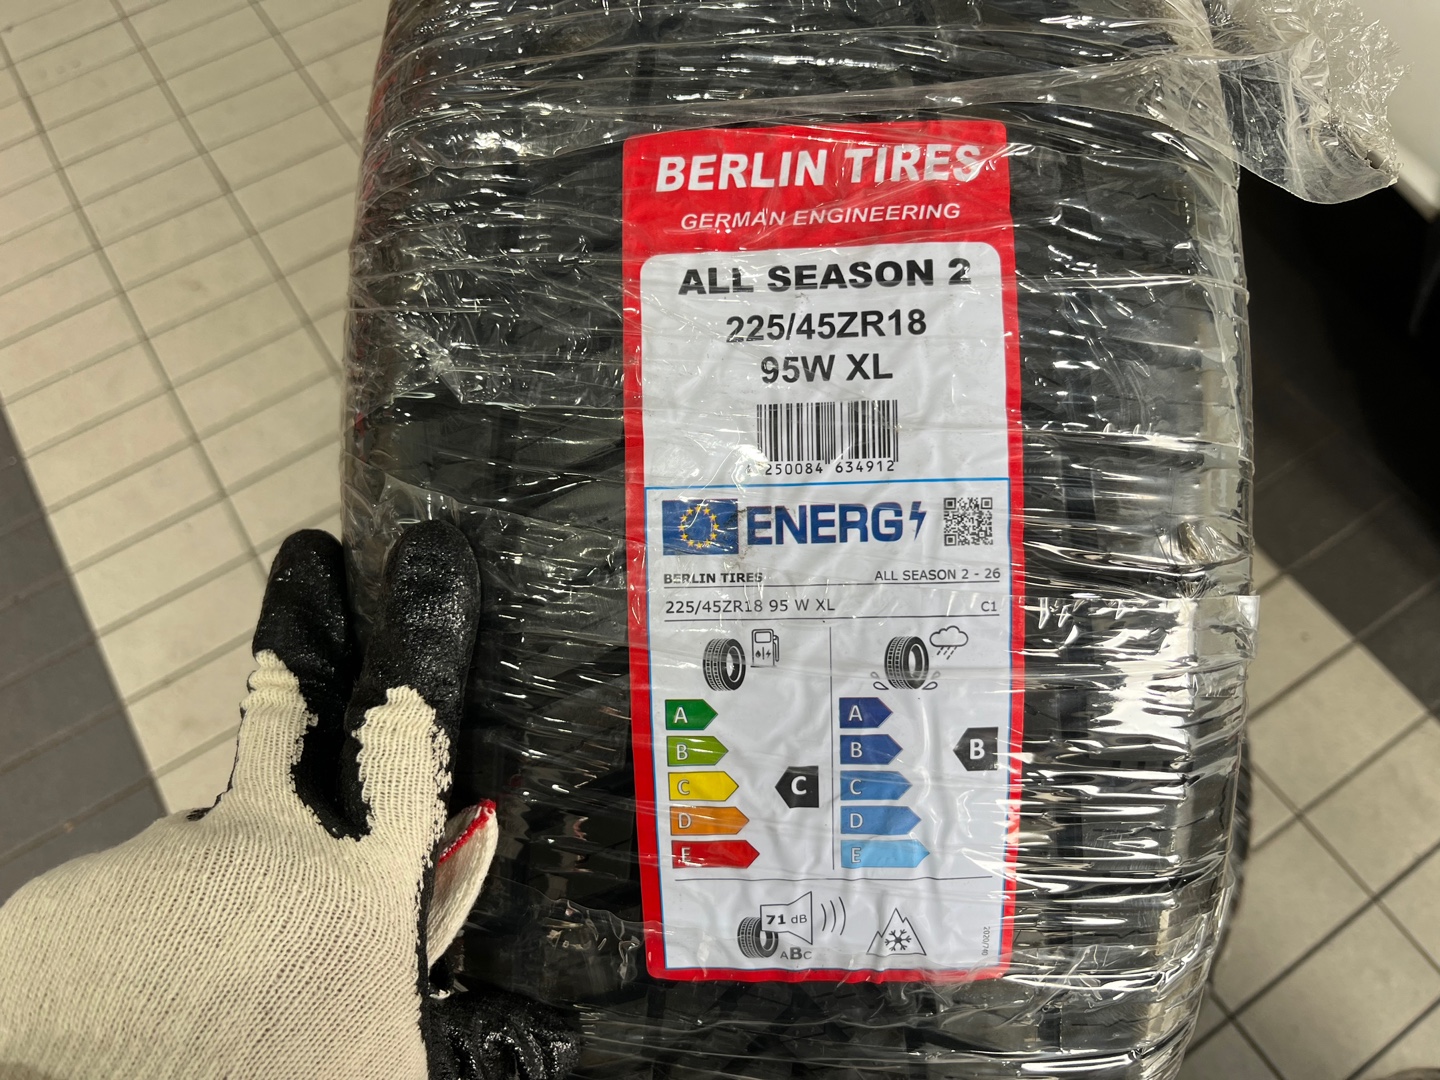 BERLIN TIRES
GERMAN ENGINEERING
ALL SEASON 2
225/45ZR18
95W XL
250084 634912
ENERG
BERLIN TIRES
ALL SEASON 2 - 26
225/45ZR18 95 W XL
C1
A
B
C
D
E
C
A
B
C
D
E
B
71 dB
ABC
2020/740